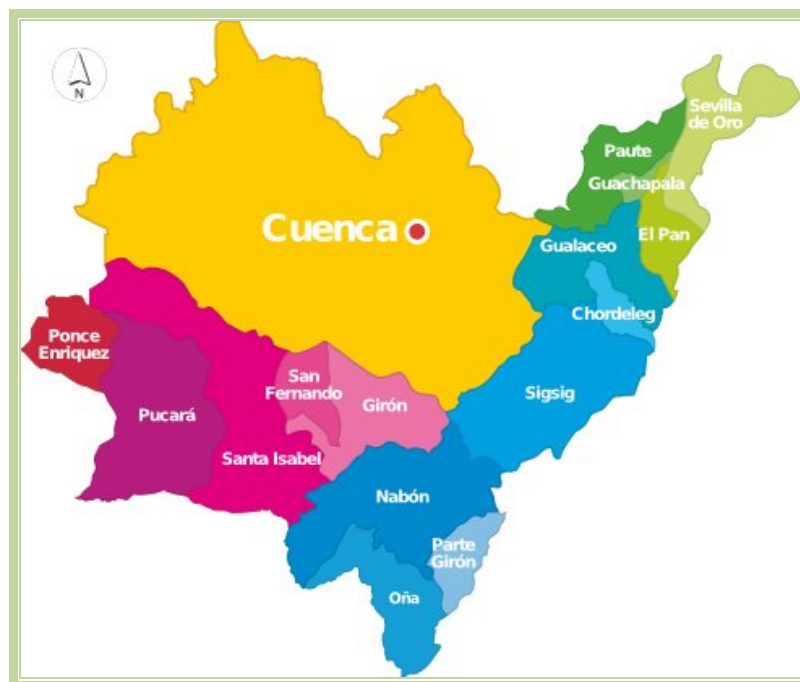 N
Sevilla
de Oro
Paute
Guachapala
Cuenca
El Pan
Gualaceo
Chordeleg
Ponce
Enriquez
San
Fernando
Girón
Sigsig
Pucará
Santa Isabel
Nabón
Parte
Girón
Oña